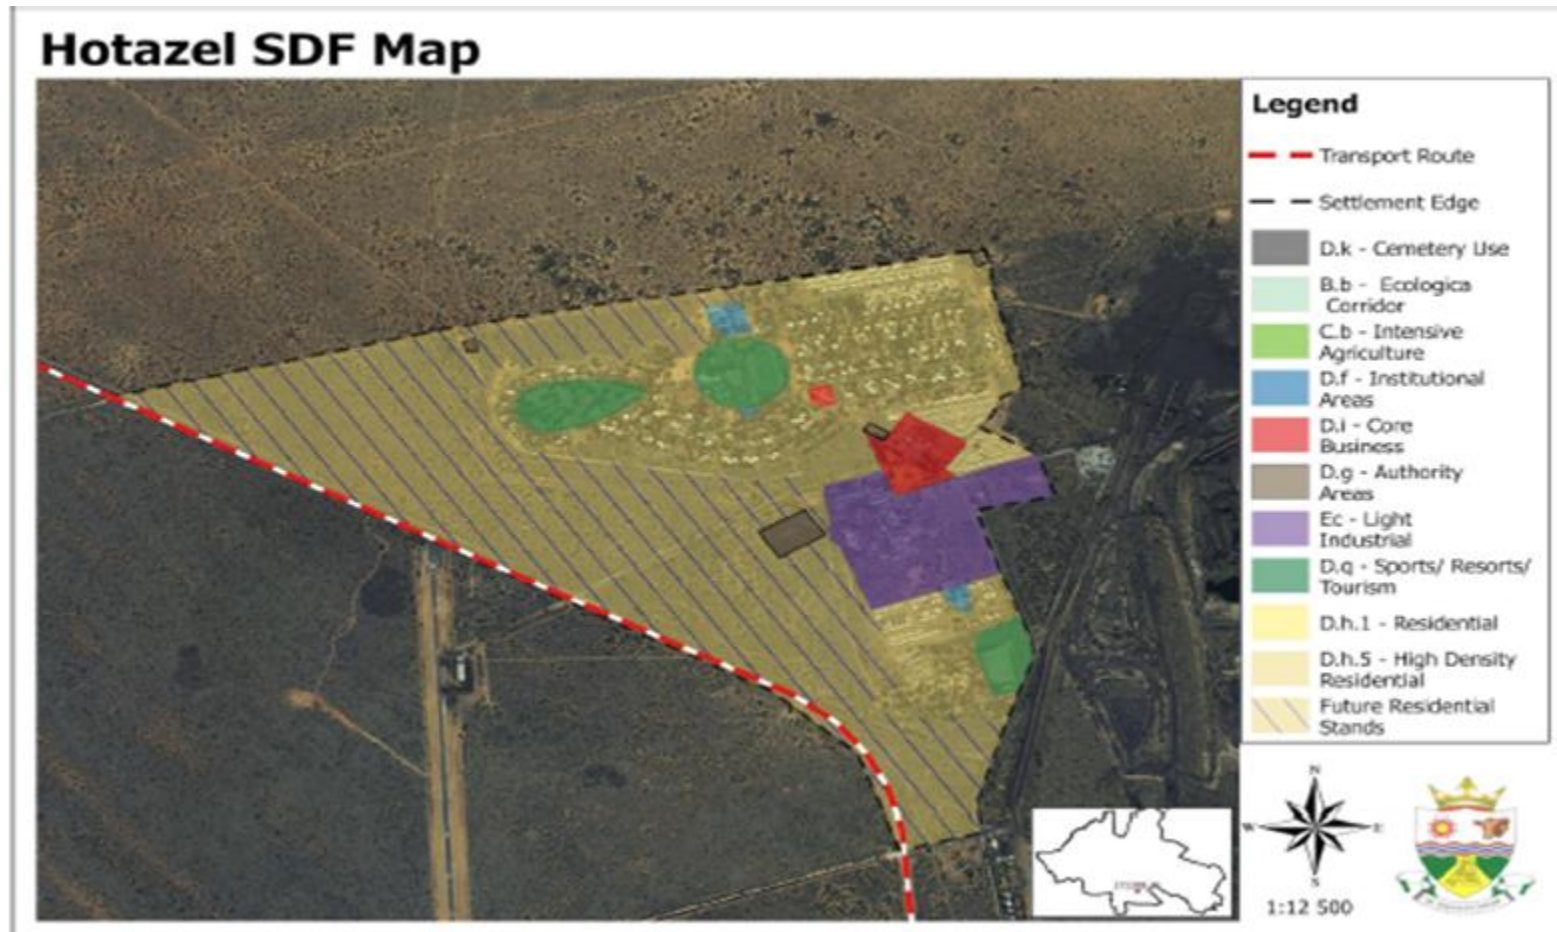 Hotazel SDF Map
Legend
Transport Route
Settlement Edge
D.k - Cemetery Use
B.b - Ecologica
Corridor
C.b - Intensive
Agriculture
D.f - Institutional
Areas
D.i - Core
Business
D.g - Authority
Areas
Ec - Light
Industrial
D.q - Sports/ Resorts/
Tourism
D.h.1 - Residential
D.h.5 - High Density
Residential
Future Residential
Stands
N
W
E
S
1:12 500